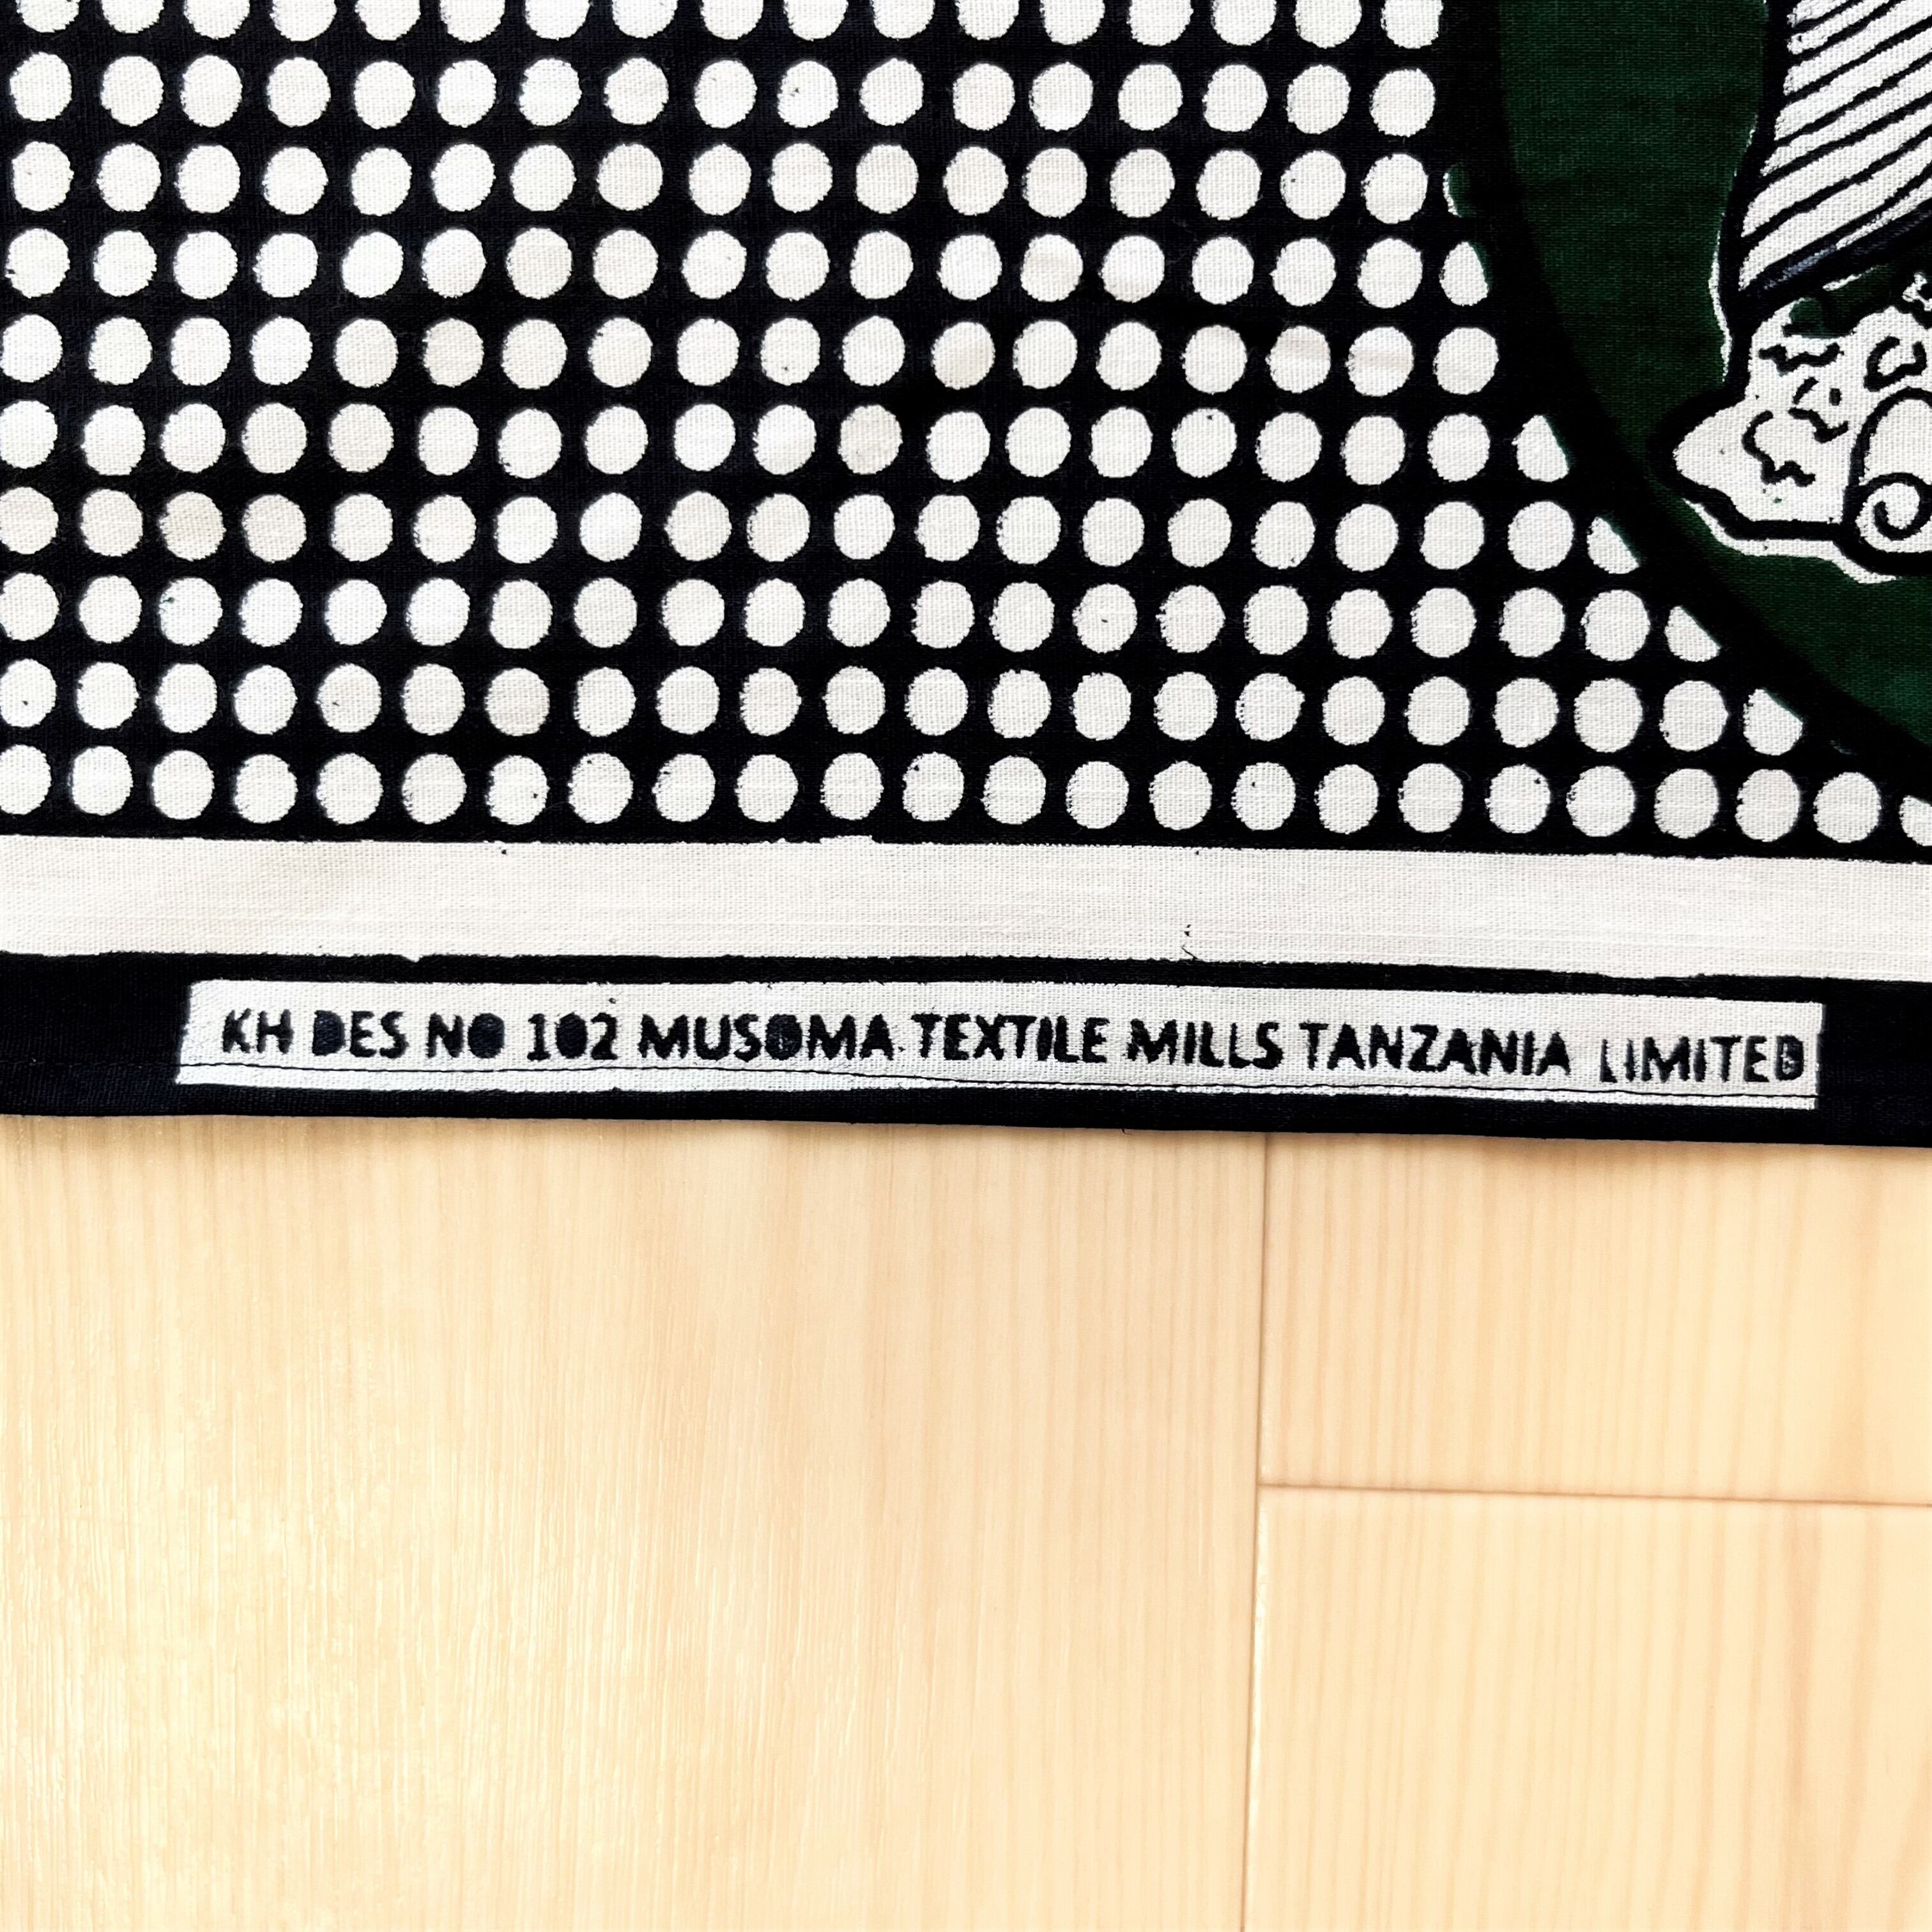 KH DES NO 102 MUSOMA TEXTILE MILLS TANZANIA LIMITED